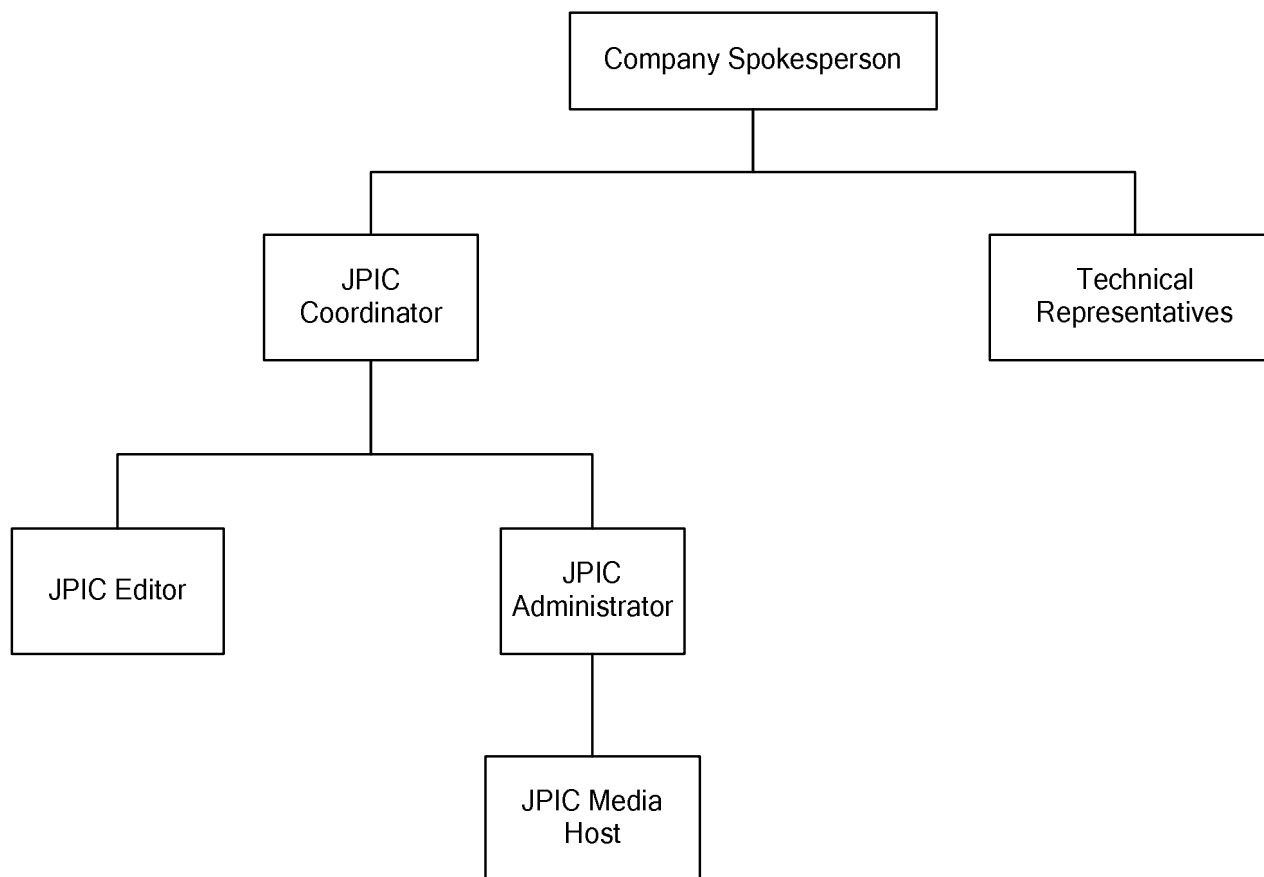 Company Spokesperson
JPIC
Coordinator
Technical
Representatives
JPIC Editor
JPIC
Administrator
JPIC Media
Host